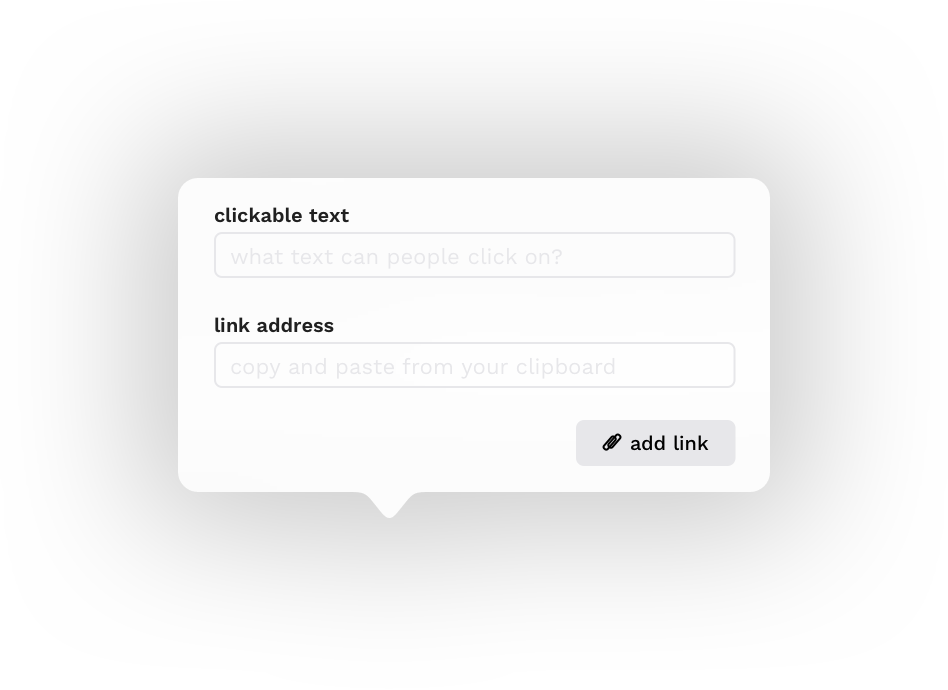 clickable text
what text can people click on?
link address
copy and paste from your clipboard
add link